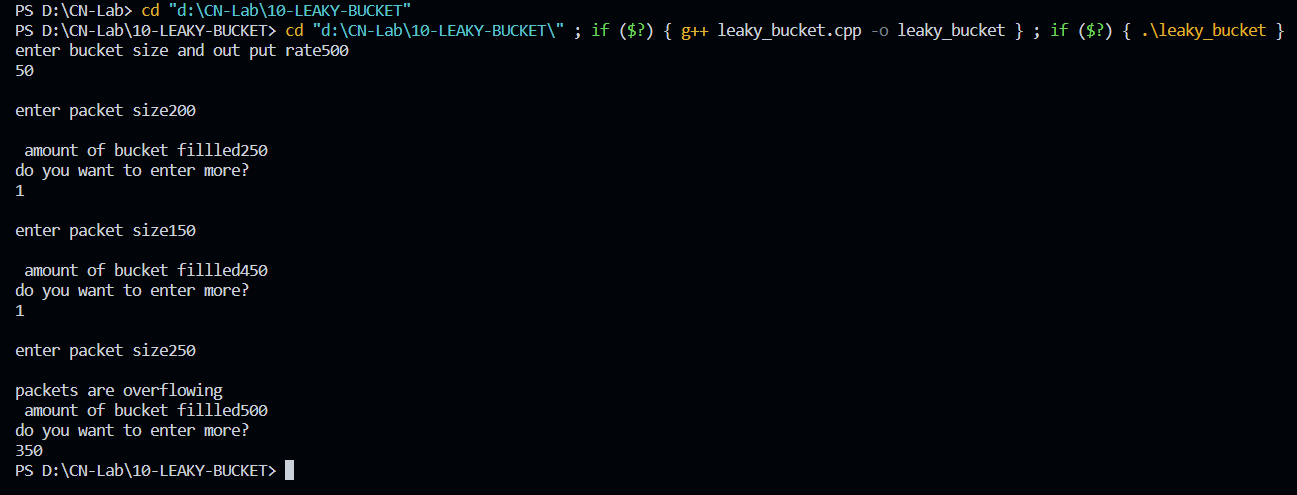 PS D:\CN-Lab> cd "d:\CN-Lab\10-LEAKY-BUCKET"
PS D:\CN-Lab\10-LEAKY-BUCKET> cd "d:\CN-Lab\10-LEAKY-BUCKET\" ; if ($?) { g++ leaky_bucket.cpp -o leaky_bucket } ; if ($?) { .\leaky_bucket }
enter bucket size and out put rate500
50
enter packet size200
amount of bucket fillled250
do you want to enter more?
1
enter packet size150
amount of bucket fillled450
do you want to enter more?
1
enter packet size250
packets are overflowing
amount of bucket fillled500
do you want to enter more?
350
PS D:\CN-Lab\10-LEAKY-BUCKET>